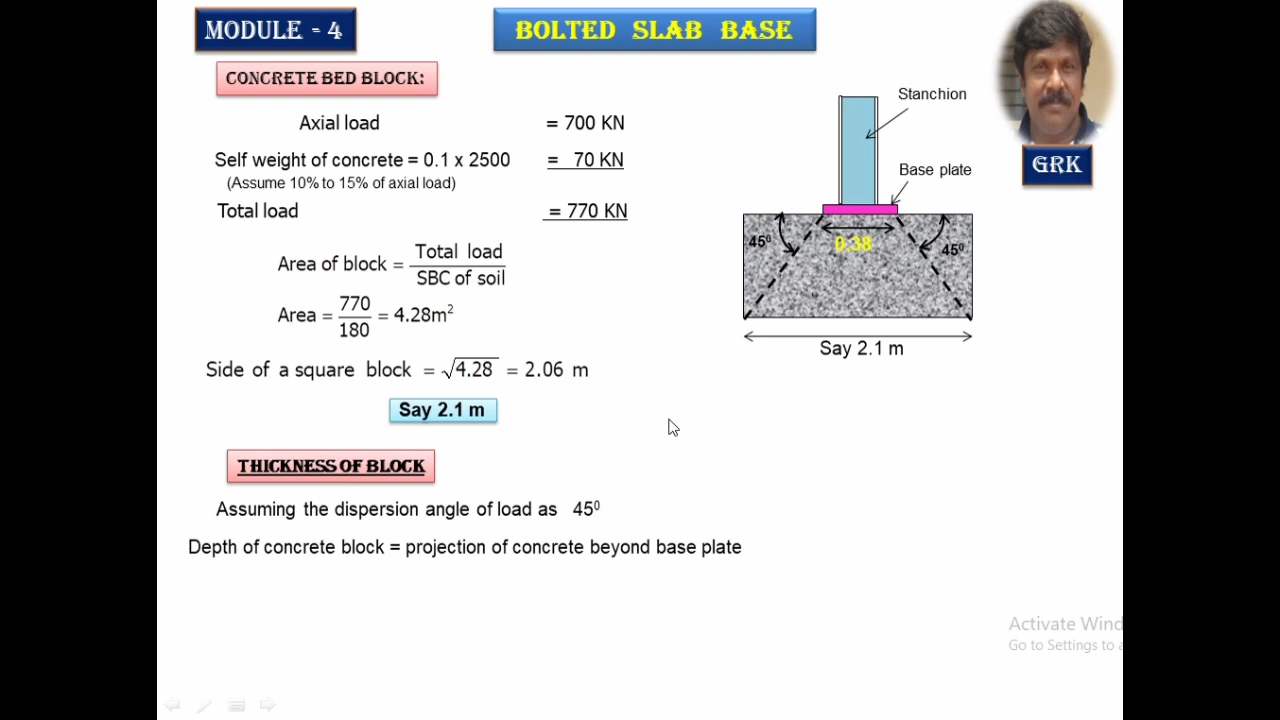 MODULE - 4
BOLTED SLAB BASE
CONCRETE BED BLOCK:
Axial load = 700 KN
Self weight of concrete = 0.1 x 2500 = 70 KN
(Assume 10% to 15% of axial load)
Total load = 770 KN
Area of block = Total load / SBC of soil
Area = 770 / 180 = 4.28m²
Side of a square block = √4.28 = 2.06 m
Say 2.1 m
THICKNESS OF BLOCK
Assuming the dispersion angle of load as 45⁰
Depth of concrete block = projection of concrete beyond base plate
Stanchion
Base plate
45⁰
0.38
45⁰
Say 2.1 m
GRK
Activate Wind
Go to Settings to a